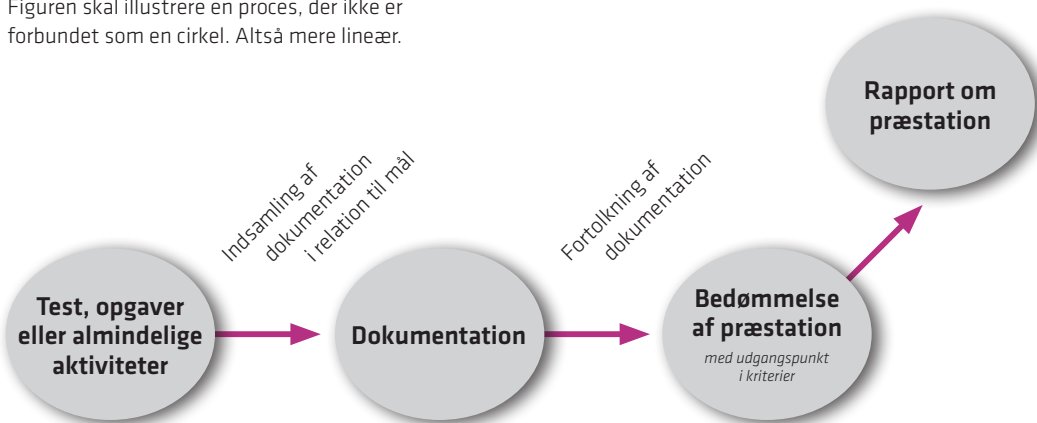 Figuren skal illustrere en proces, der ikke er
forbundet som en cirkel. Altså mere lineær.
Rapport om
præstation
Indsamling af
dokumentation
i relation til mål
Fortolkning af
dokumentation
Test, opgaver
eller almindelige
aktiviteter
Dokumentation
Bedømmelse
af præstation
med udgangspunkt
i kriterier